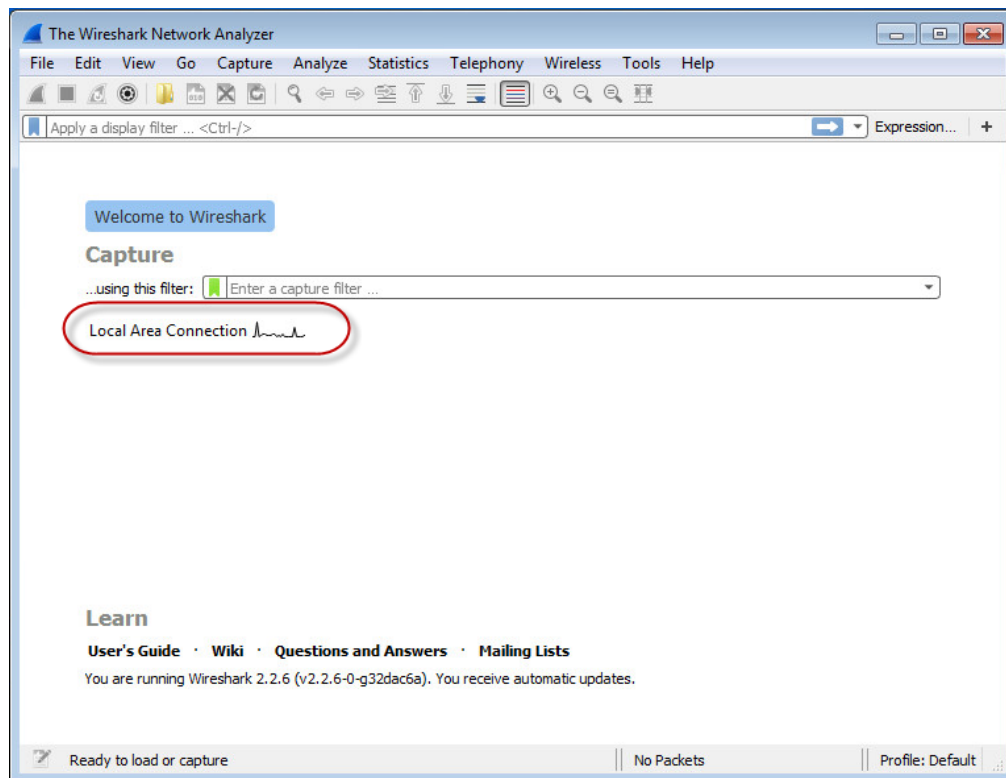 The Wireshark Network Analyzer
File Edit View Go Capture Analyze Statistics Telephony Wireless Tools Help
Apply a display filter ... <Ctrl-/> Expression... +
Welcome to Wireshark
Capture
...using this filter: Enter a capture filter ...
Local Area Connection
Learn
User's Guide · Wiki · Questions and Answers · Mailing Lists
You are running Wireshark 2.2.6 (v2.2.6-0-g32dac6a). You receive automatic updates.
Ready to load or capture No Packets Profile: Default